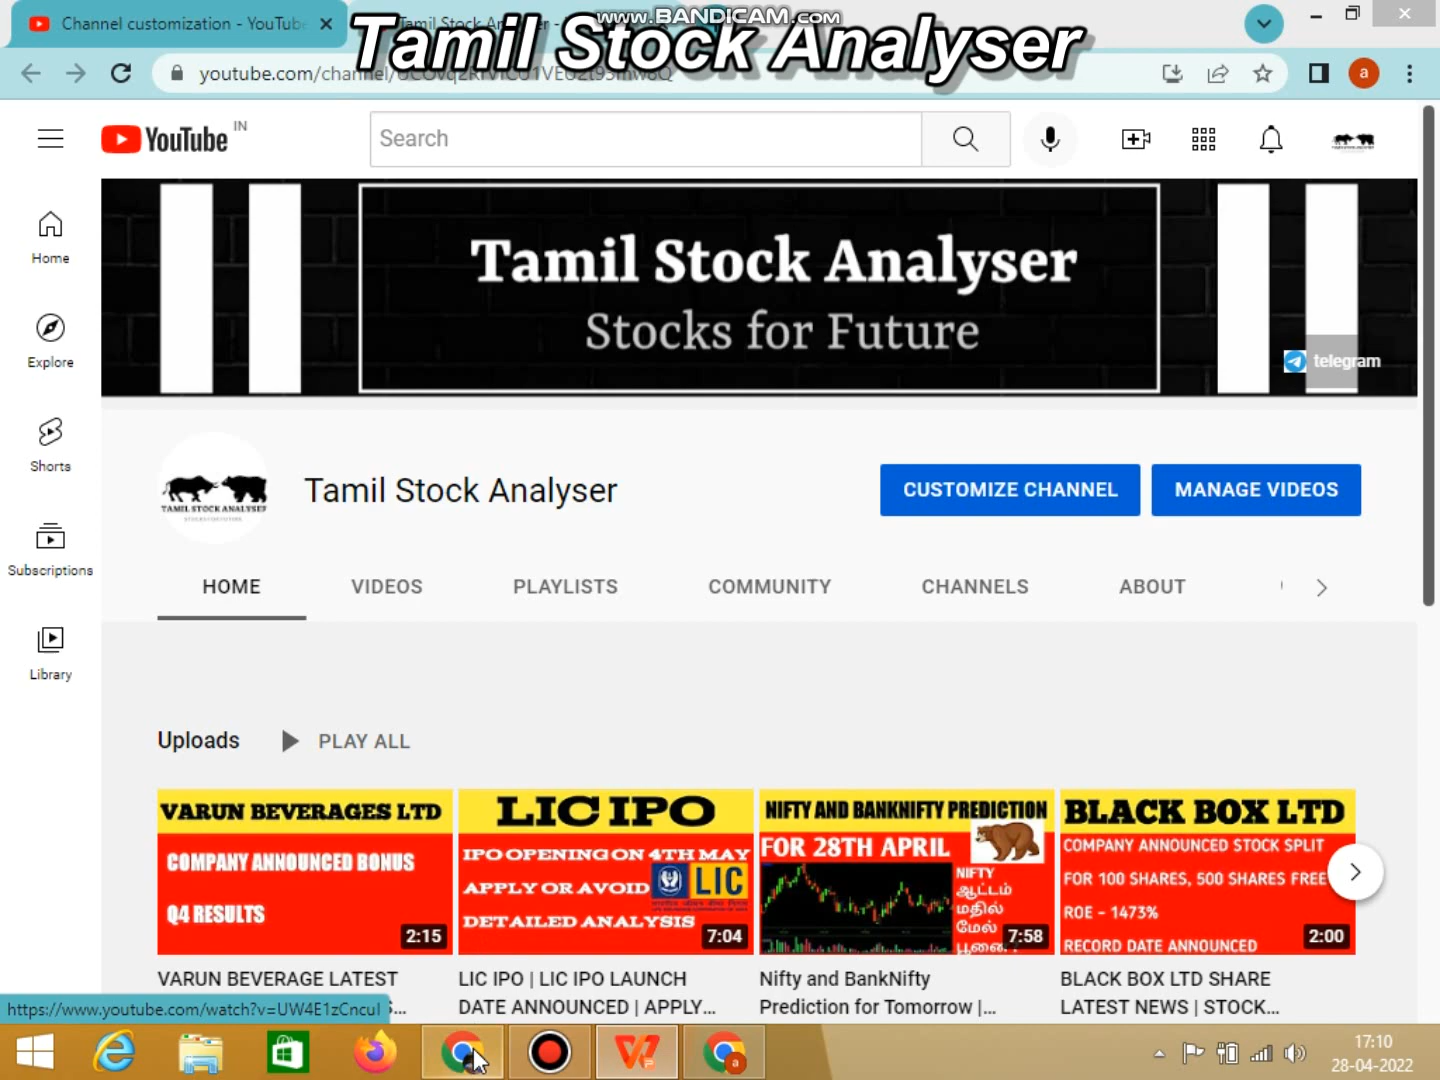 www.BANDICAM.com
Channel customization - YouTube
Tamil Stock Analyser
youtube.com/channel/
YouTube IN
Search
Tamil Stock Analyser
Stocks for Future
telegram
Home
Explore
Shorts
Subscriptions
Library
TAMIL STOCK ANALYSER
STOCKS FOR FUTURE
Tamil Stock Analyser
CUSTOMIZE CHANNEL
MANAGE VIDEOS
HOME
VIDEOS
PLAYLISTS
COMMUNITY
CHANNELS
ABOUT
Uploads
PLAY ALL
VARUN BEVERAGES LTD
COMPANY ANNOUNCED BONUS
Q4 RESULTS
2:15
LIC IPO
IPO OPENING ON 4TH MAY
APPLY OR AVOID
LIC
DETAILED ANALYSIS
7:04
NIFTY AND BANKNIFTY PREDICTION
FOR 28TH APRIL
NIFTY
ஆட்டம்
மதில்
மேல்
பூனை
7:58
BLACK BOX LTD
COMPANY ANNOUNCED STOCK SPLIT
FOR 100 SHARES, 500 SHARES FREE
ROE - 1473%
RECORD DATE ANNOUNCED
2:00
VARUN BEVERAGE LATEST
LIC IPO | LIC IPO LAUNCH
DATE ANNOUNCED | APPLY...
Nifty and BankNifty
Prediction for Tomorrow |...
BLACK BOX LTD SHARE
LATEST NEWS | STOCK...
https://www.youtube.com/watch?v=UW4E1zCncuI
17:10
28-04-2022